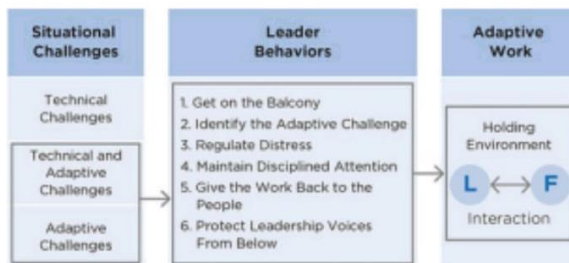 Situational
Challenges
Leader
Behaviors
Adaptive
Work
Technical
Challenges
Technical and
Adaptive
Challenges
Adaptive
Challenges
1. Get on the Balcony
2. Identify the Adaptive Challenge
3. Regulate Distress
4. Maintain Disciplined Attention
5. Give the Work Back to the
People
6. Protect Leadership Voices
From Below
Holding
Environment
L F
Interaction